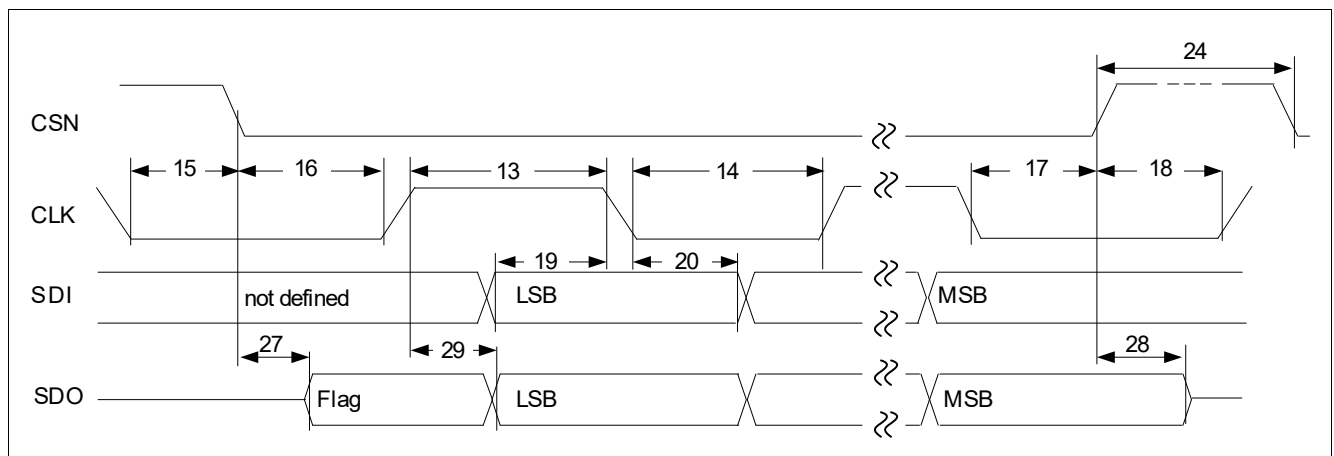 24
CSN
15 16 13 14 17 18
CLK
19 20
SDI not defined LSB MSB
27 29 28
SDO Flag LSB MSB